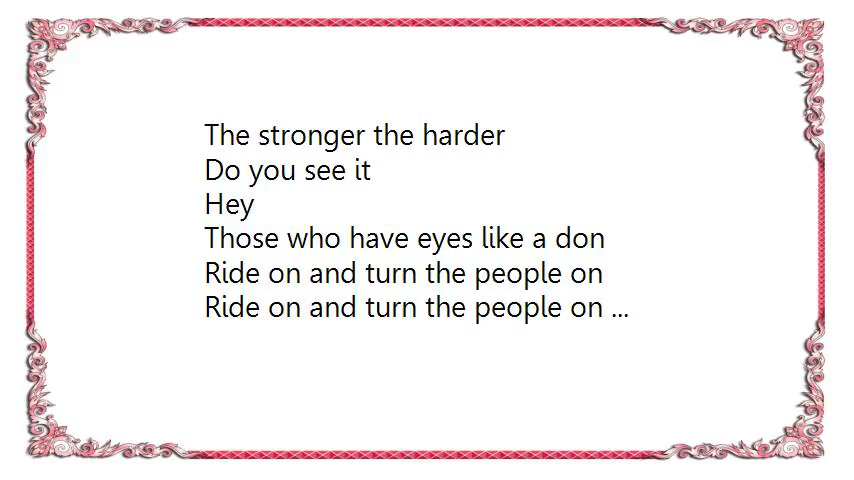 The stronger the harder
Do you see it
Hey
Those who have eyes like a don
Ride on and turn the people on
Ride on and turn the people on ...